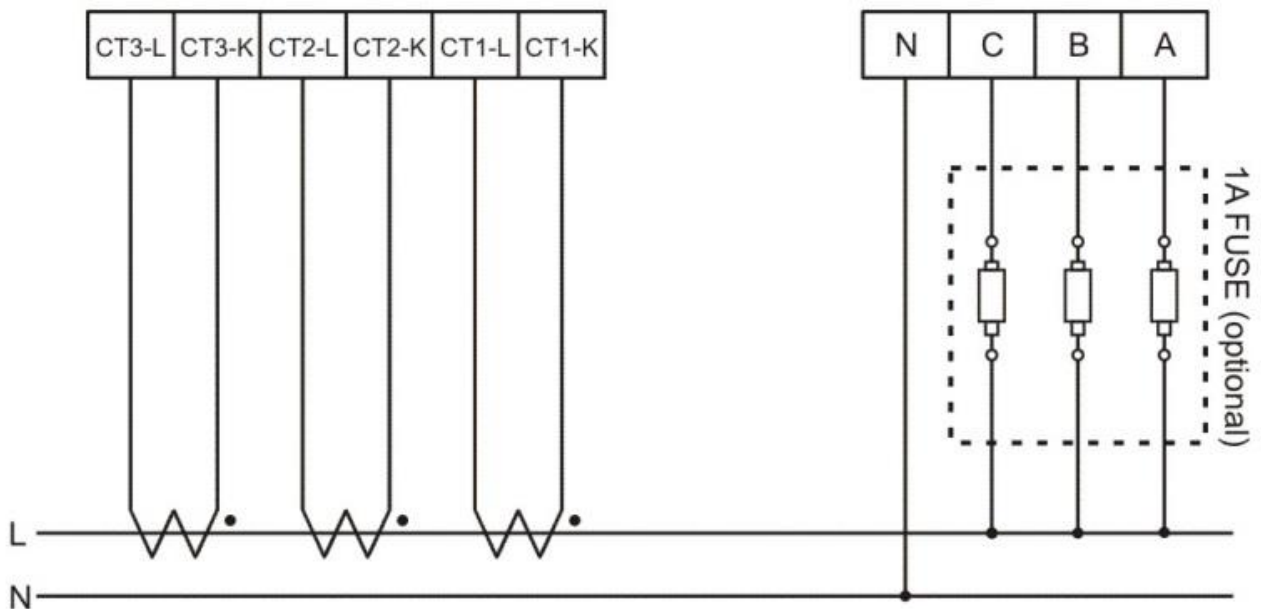 CT3-L CT3-K CT2-L CT2-K CT1-L CT1-K
N C B A
1A FUSE (optional)
L
N